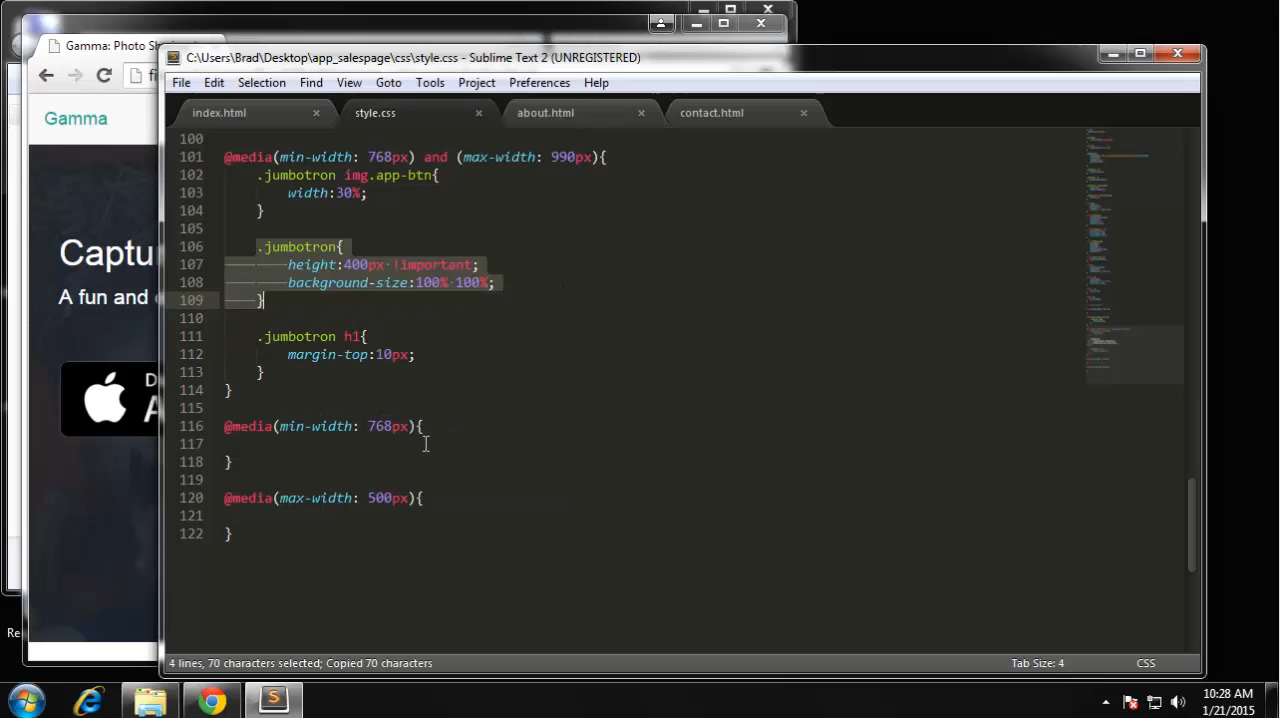 Gamma: Photo Sh
C:\Users\Brad\Desktop\app_salespage\css\style.css - Sublime Text 2 (UNREGISTERED)
File Edit Selection Find View Goto Tools Project Preferences Help
index.html style.css about.html contact.html
Gamma
Captu
A fun and
D
A
Re
100
101 @media(min-width: 768px) and (max-width: 990px){
102 .jumbotron img.app-btn{
103 width:30%;
104 }
105
106 .jumbotron{
107 height:400px !important;
108 background-size:100% 100%;
109 }
110
111 .jumbotron h1{
112 margin-top:10px;
113 }
114 }
115
116 @media(min-width: 768px){
117
118 }
119
120 @media(max-width: 500px){
121
122 }
4 lines, 70 characters selected; Copied 70 characters Tab Size: 4 CSS
10:28 AM
1/21/2015